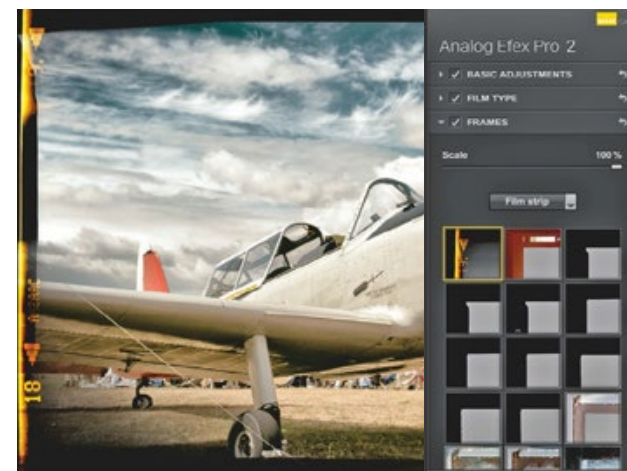 Analog Efex Pro 2
BASIC ADJUSTMENTS
FILM TYPE
FRAMES
Scale 100 %
Film strip
18